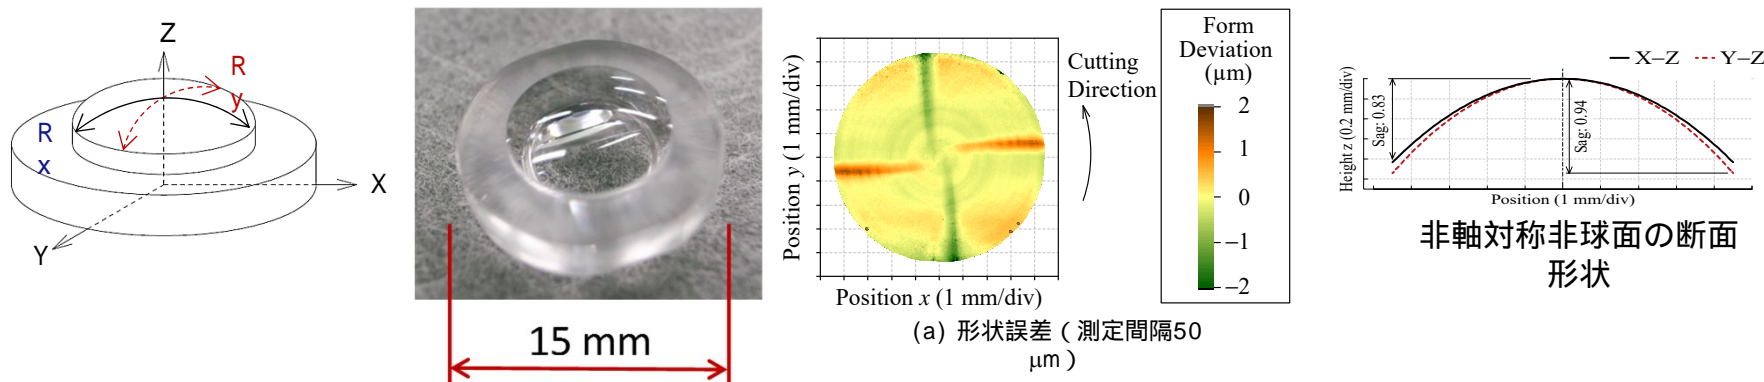 Z
R
y
R
x
X
Y
15 mm
Position y (1 mm/div)
Position x (1 mm/div)
Cutting
Direction
Form
Deviation
(μm)
2
1
0
−1
−2
(a) 形状誤差（測定間隔50
μm）
X−Z
Y−Z
Height z (0.2 mm/div)
Sag: 0.83
Sag: 0.94
Position (1 mm/div)
非軸対称非球面の断面
形状